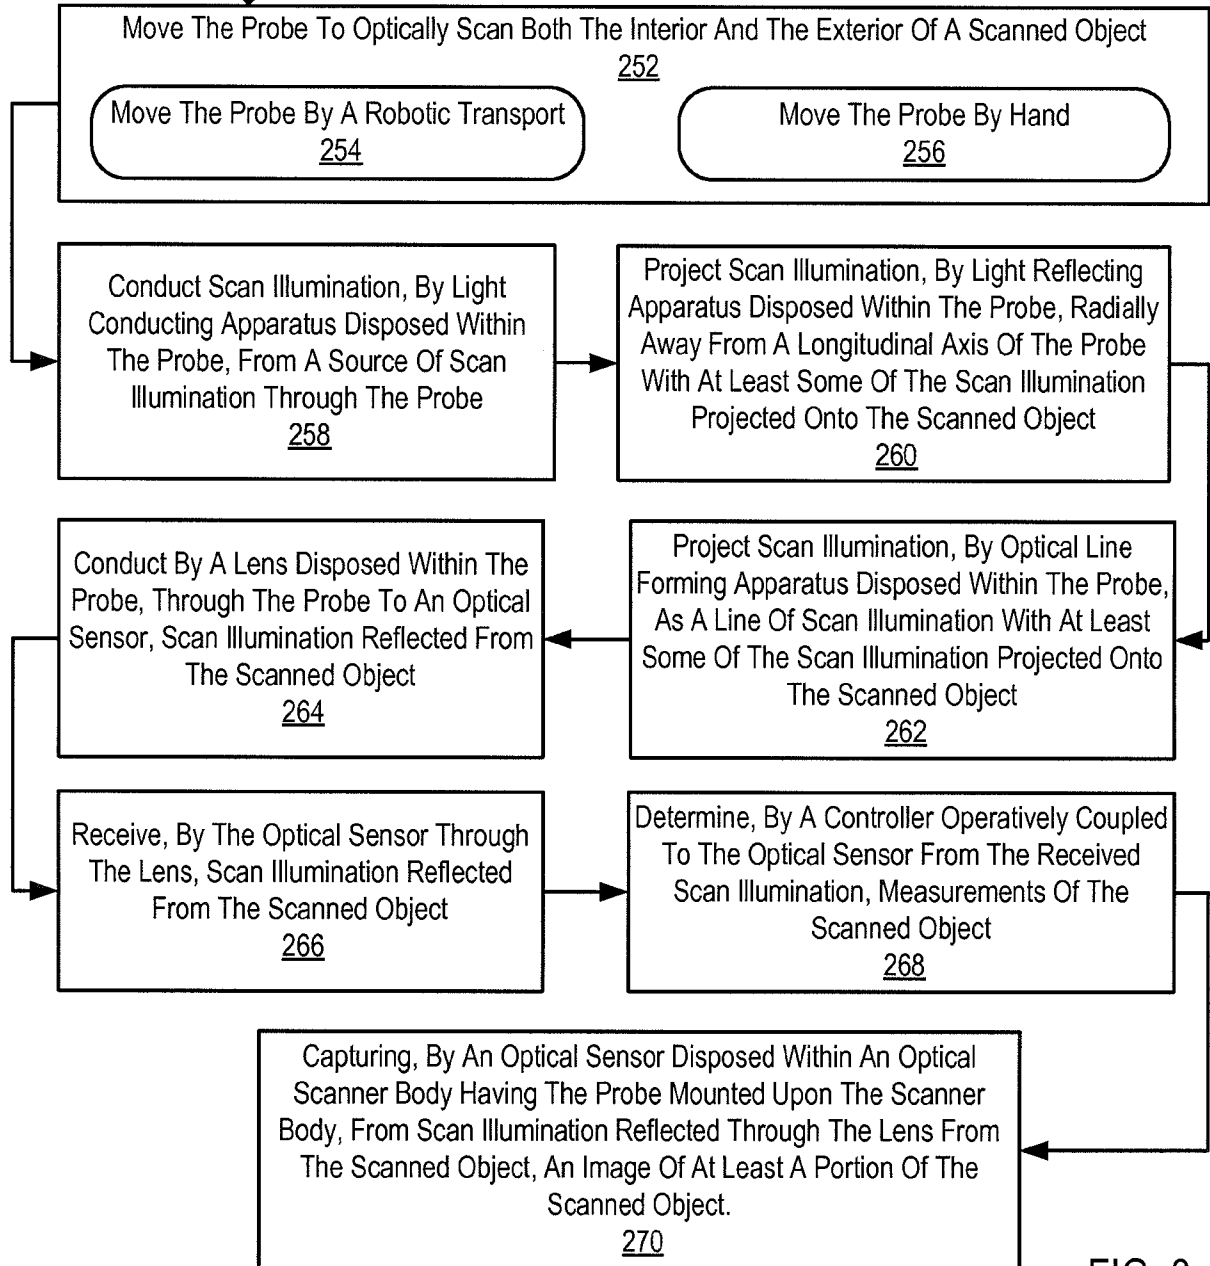 Move The Probe To Optically Scan Both The Interior And The Exterior Of A Scanned Object
252
Move The Probe By A Robotic Transport
254
Move The Probe By Hand
256
Conduct Scan Illumination, By Light
Conducting Apparatus Disposed Within
The Probe, From A Source Of Scan
Illumination Through The Probe
258
Project Scan Illumination, By Light Reflecting
Apparatus Disposed Within The Probe, Radially
Away From A Longitudinal Axis Of The Probe
With At Least Some Of The Scan Illumination
Projected Onto The Scanned Object
260
Project Scan Illumination, By Optical Line
Forming Apparatus Disposed Within The Probe,
As A Line Of Scan Illumination With At Least
Some Of The Scan Illumination Projected Onto
The Scanned Object
262
Conduct By A Lens Disposed Within The
Probe, Through The Probe To An Optical
Sensor, Scan Illumination Reflected From
The Scanned Object
264
Receive, By The Optical Sensor Through
The Lens, Scan Illumination Reflected
From The Scanned Object
266
Determine, By A Controller Operatively Coupled
To The Optical Sensor From The Received
Scan Illumination, Measurements Of The
Scanned Object
268
Capturing, By An Optical Sensor Disposed Within An Optical
Scanner Body Having The Probe Mounted Upon The Scanner
Body, From Scan Illumination Reflected Through The Lens From
The Scanned Object, An Image Of At Least A Portion Of The
Scanned Object.
270
FIG.